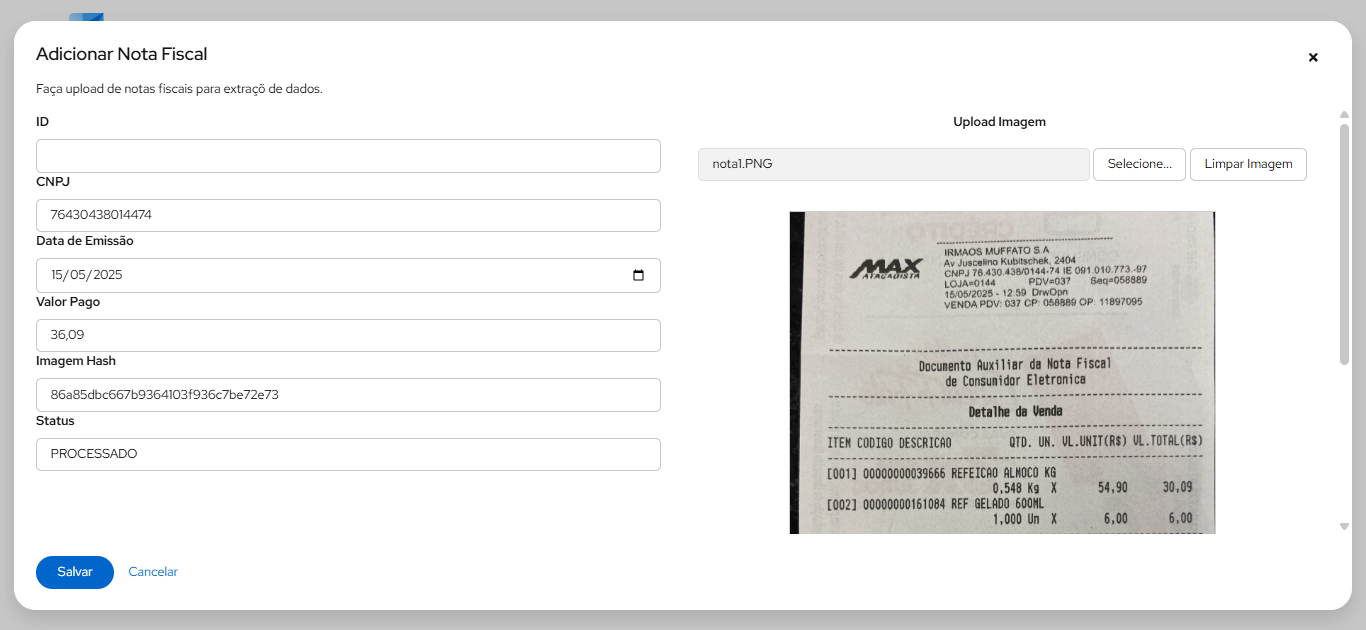 Adicionar Nota Fiscal
Faça upload de notas fiscais para extraçõ de dados.
ID
CNPJ
76430438014474
Data de Emissão
15/05/2025
Valor Pago
36,09
Imagem Hash
86a85dbc667b9364103f936c7be72e73
Status
PROCESSADO
Salvar
Cancelar
Upload Imagem
nota1.PNG
Selecione...
Limpar Imagem
MAX
ATACADISTA
IRMAOS MUFFATO S.A
Av Juscelino Kubitschek, 2404
CNPJ 76.430.438/0144-74 IE 091.010.773.-97
LOJA=0144 PDV=037 Seq=058889
15/05/2025 - 12:59 DrwOpn
VENDA PDV: 037 CP: 058889 OP: 11897095
Documento Auxiliar da Nota Fiscal
de Consumidor Eletronica
Detalhe da Venda
ITEM CODIGO DESCRICAO QTD. UN. VL.UNIT(R$) VL.TOTAL(R$)
[001] 00000000039666 REFEICAO ALMOCO KG
0,548 Kg X 54,90 30,09
[002] 00000000161084 REF GELADO 600ML
1,000 Un X 6,00 6,00